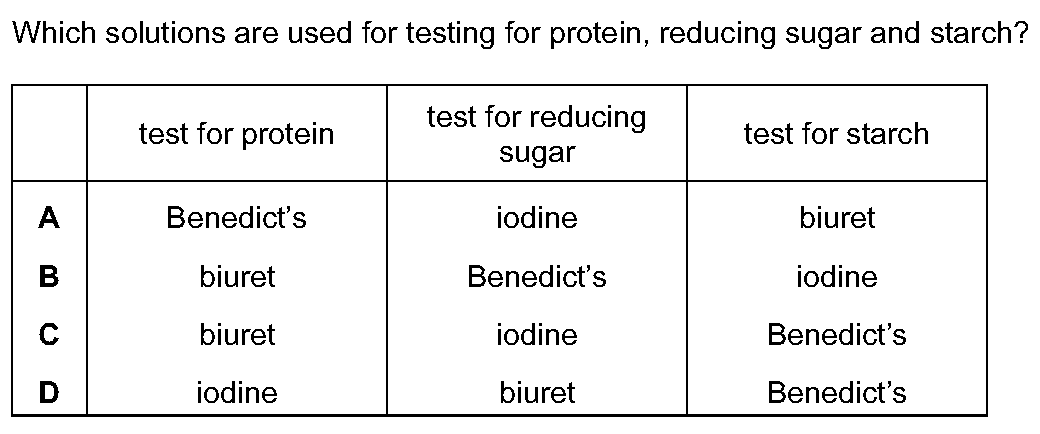 Which solutions are used for testing for protein, reducing sugar and starch?
test for protein test for reducing sugar test for starch
A Benedict’s iodine biuret
B biuret Benedict’s iodine
C biuret iodine Benedict’s
D iodine biuret Benedict’s